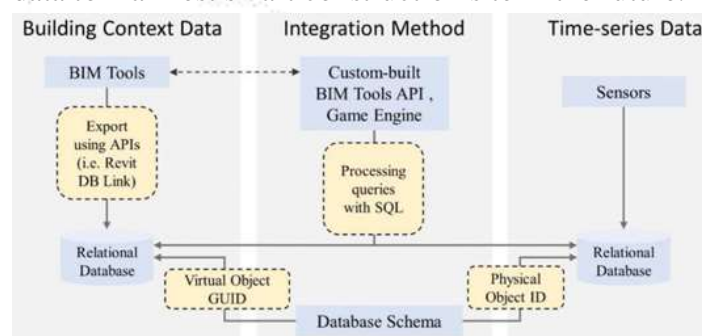 Building Context Data
Integration Method
Time-series Data
BIM Tools
Custom-built
BIM Tools API ,
Game Engine
Sensors
Export
using APIs
(i.e. Revit
DB Link)
Processing
queries
with SQL
Relational
Database
Relational
Database
Virtual Object
GUID
Physical
Object ID
Database Schema